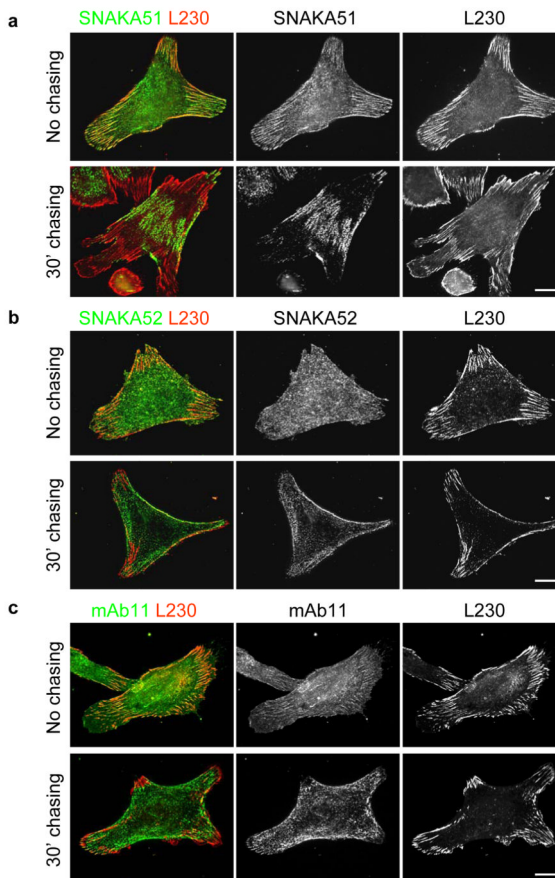 a
SNAKA51 L230 SNAKA51 L230
No chasing
30' chasing
b
SNAKA52 L230 SNAKA52 L230
No chasing
30' chasing
c
mAb11 L230 mAb11 L230
No chasing
30' chasing